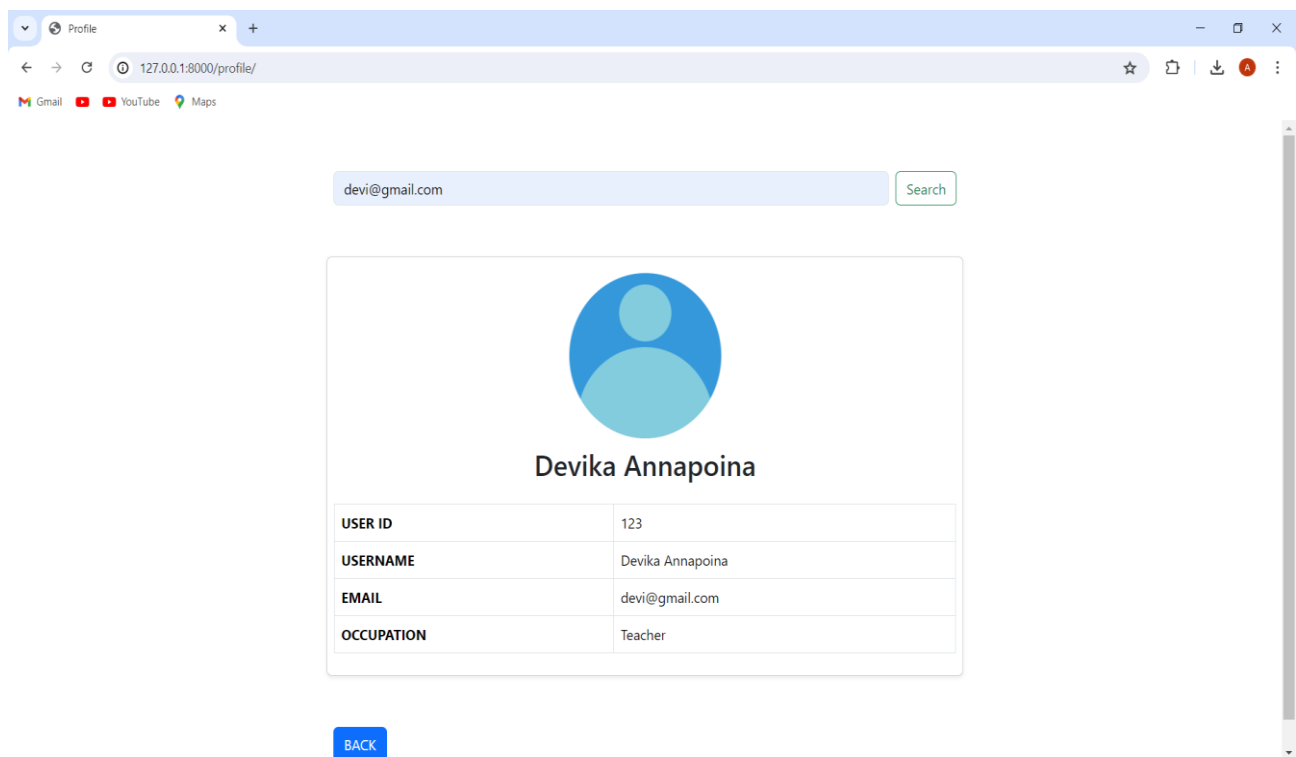 Profile
127.0.0.1:8000/profile/
A
Gmail YouTube Maps
devi@gmail.com Search
Devika Annapoina
USER ID 123
USERNAME Devika Annapoina
EMAIL devi@gmail.com
OCCUPATION Teacher
BACK